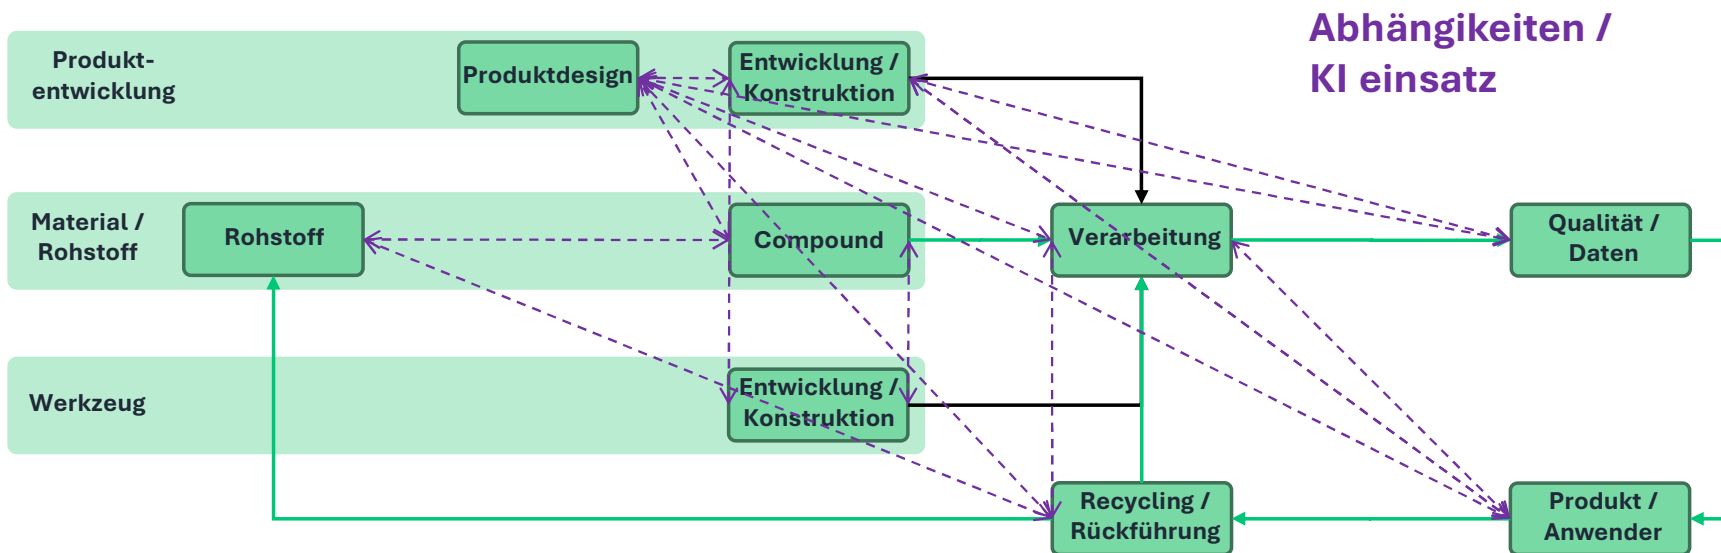 Abhängikeiten /
KI einsatz
Produkt-
entwicklung
Produktdesign
Entwicklung /
Konstruktion
Material /
Rohstoff
Rohstoff
Compound
Verarbeitung
Qualität /
Daten
Werkzeug
Entwicklung /
Konstruktion
Recycling /
Rückführung
Produkt /
Anwender